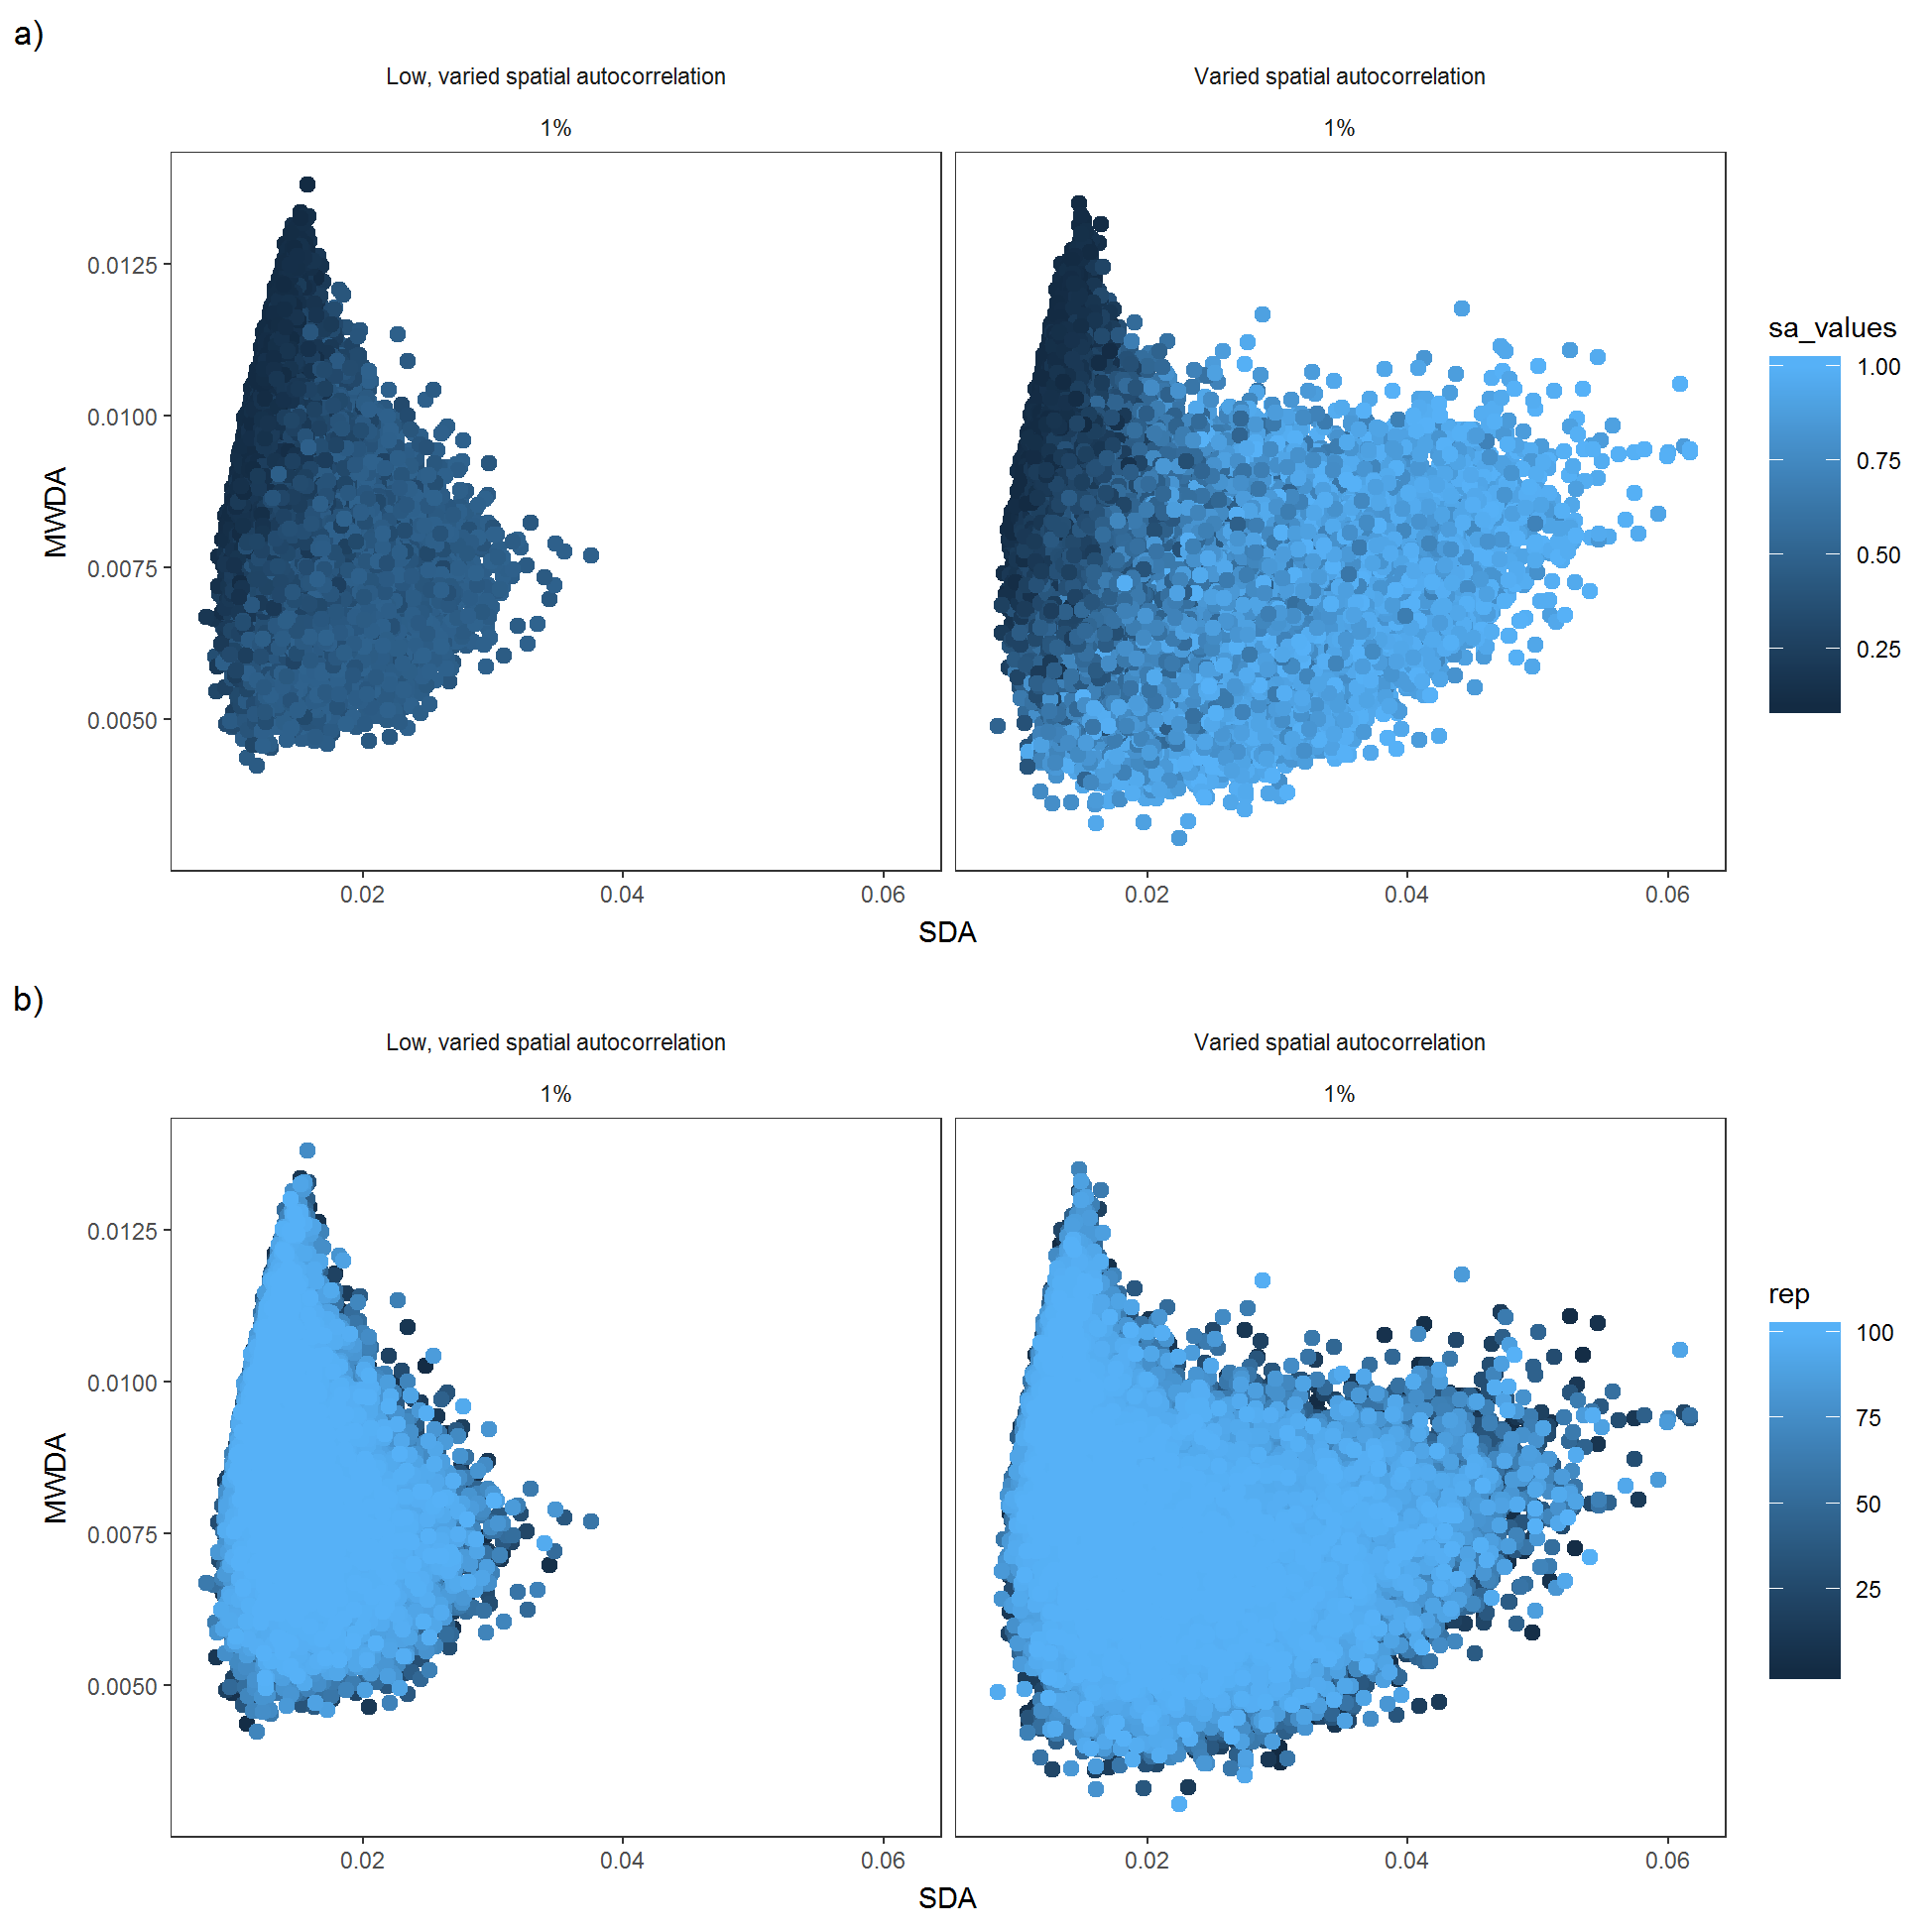 a)
Low, varied spatial autocorrelation
Varied spatial autocorrelation
1%
1%
0.0125
0.0100
0.0075
0.0050
MWDA
0.02
0.04
0.06
0.02
0.04
0.06
SDA
sa_values
1.00
0.75
0.50
0.25
b)
Low, varied spatial autocorrelation
Varied spatial autocorrelation
1%
1%
0.0125
0.0100
0.0075
0.0050
MWDA
0.02
0.04
0.06
0.02
0.04
0.06
SDA
rep
100
75
50
25